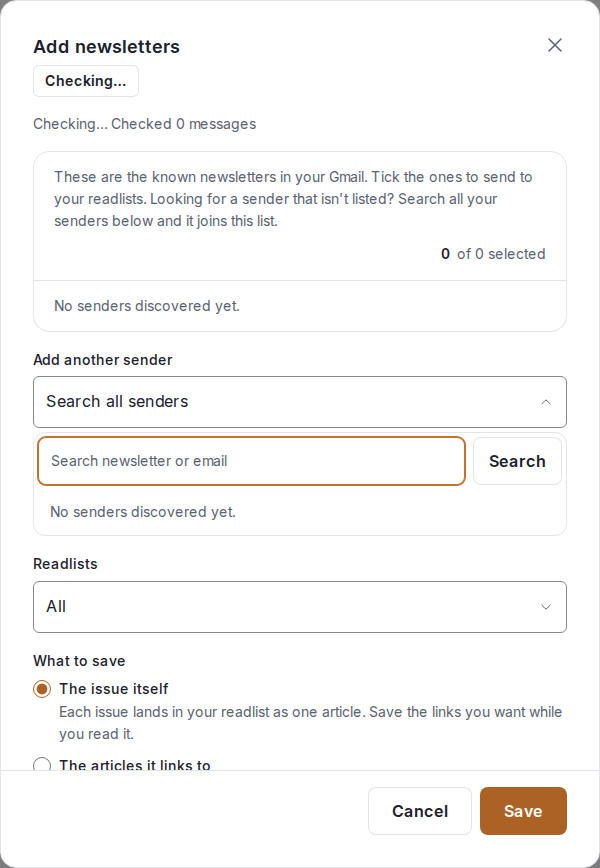 Add newsletters
Checking...
Checking... Checked 0 messages
These are the known newsletters in your Gmail. Tick the ones to send to
your readlists. Looking for a sender that isn't listed? Search all your
senders below and it joins this list.
0 of 0 selected
No senders discovered yet.
Add another sender
Search all senders
Search newsletter or email
Search
No senders discovered yet.
Readlists
All
What to save
The issue itself
Each issue lands in your readlist as one article. Save the links you want while
you read it.
The articles it links to
Cancel
Save